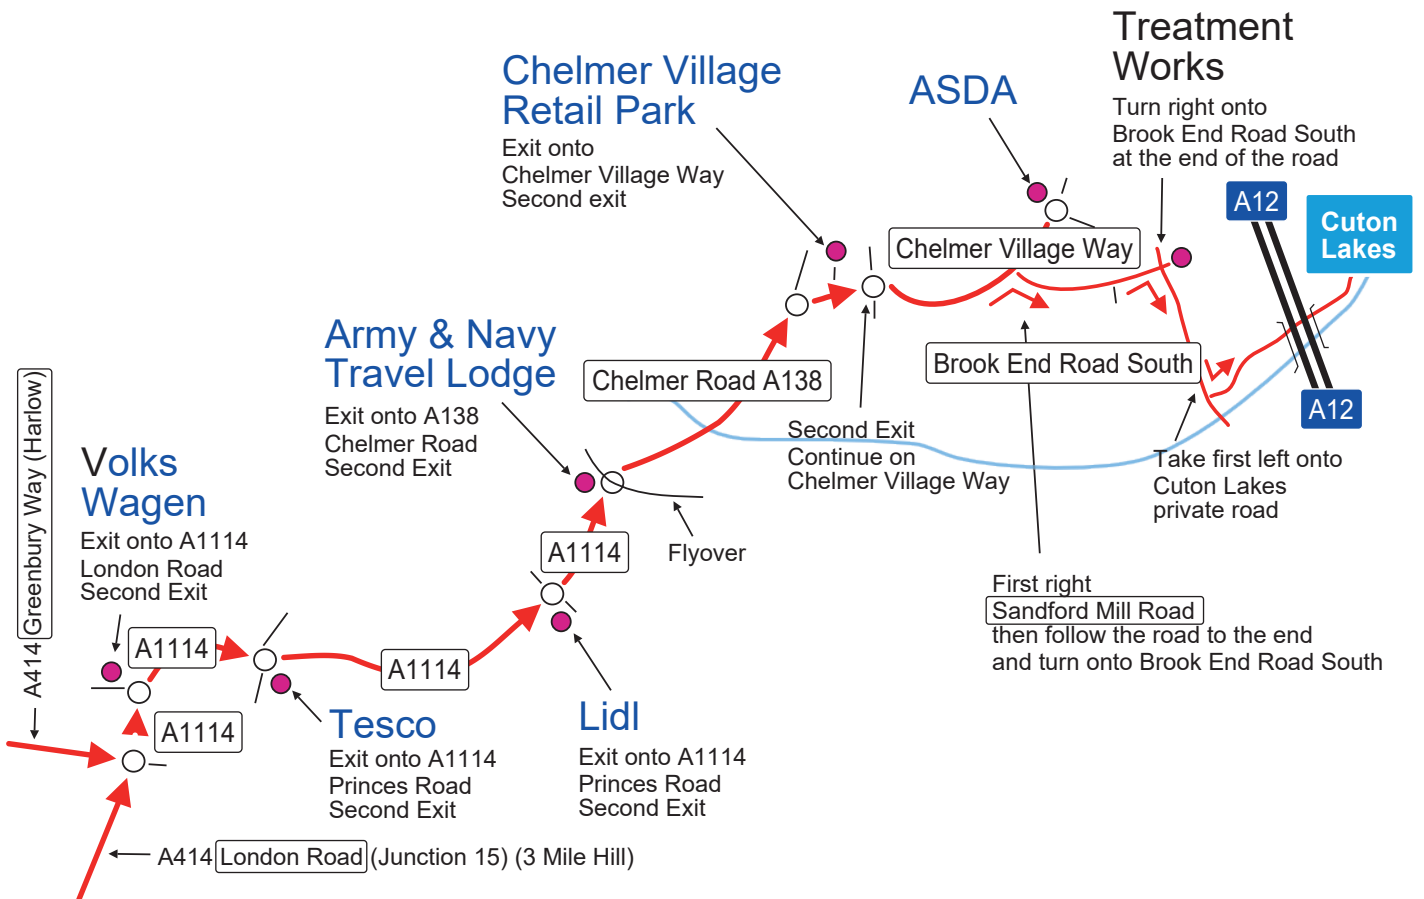 Treatment
Works
Turn right onto
Brook End Road South
at the end of the road
Chelmer Village
Retail Park
Exit onto
Chelmer Village Way
Second exit
ASDA
A12
Cuton
Lakes
Chelmer Village Way
Army & Navy
Travel Lodge
Exit onto A138
Chelmer Road
Second Exit
Chelmer Road A138
Brook End Road South
A12
Second Exit
Continue on
Chelmer Village Way
Take first left onto
Cuton Lakes
private road
A414 Greenbury Way (Harlow)
Volks
Wagen
Exit onto A1114
London Road
Second Exit
A1114
Flyover
First right
Sandford Mill Road
then follow the road to the end
and turn onto Brook End Road South
A1114
A1114
A1114
Tesco
Exit onto A1114
Princes Road
Second Exit
Lidl
Exit onto A1114
Princes Road
Second Exit
A414 London Road (Junction 15) (3 Mile Hill)